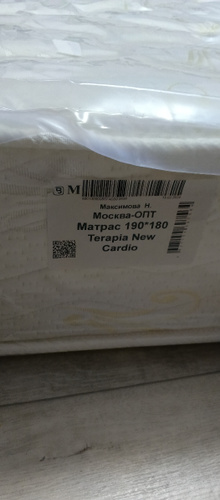 М
Максимова Н.
Москва-ОПТ
Матрас 190*180
Terapia New
Cardio